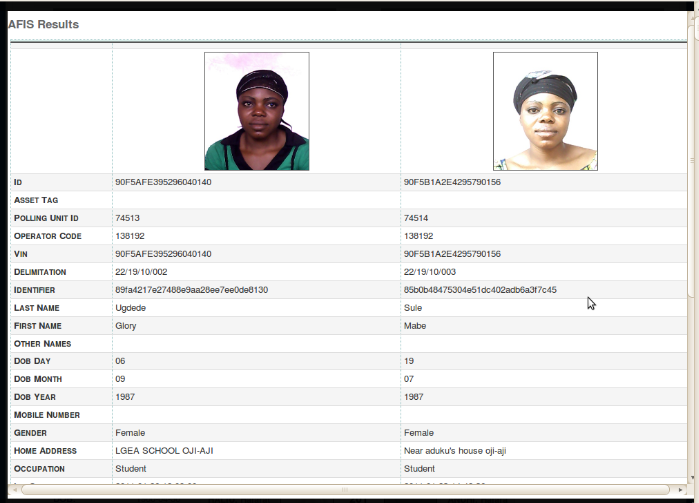 AFIS Results
ID 90F5AFE395296040140 90F5B1A2E4295790156
ASSET TAG
POLLING UNIT ID 74513 74514
OPERATOR CODE 138192 138192
VIN 90F5AFE395296040140 90F5B1A2E4295790156
DELIMITATION 22/19/10/002 22/19/10/003
IDENTIFIER 89fa4217e27488e9aa28ee7ee0de8130 85b0b48475304e51dc402adb6a3f7c45
LAST NAME Ugdede Sule
FIRST NAME Glory Mabe
OTHER NAMES
DOB DAY 06 19
DOB MONTH 09 07
DOB YEAR 1987 1987
MOBILE NUMBER
GENDER Female Female
HOME ADDRESS LGEA SCHOOL OJI-AJI Near aduku's house oji-aji
OCCUPATION Student Student